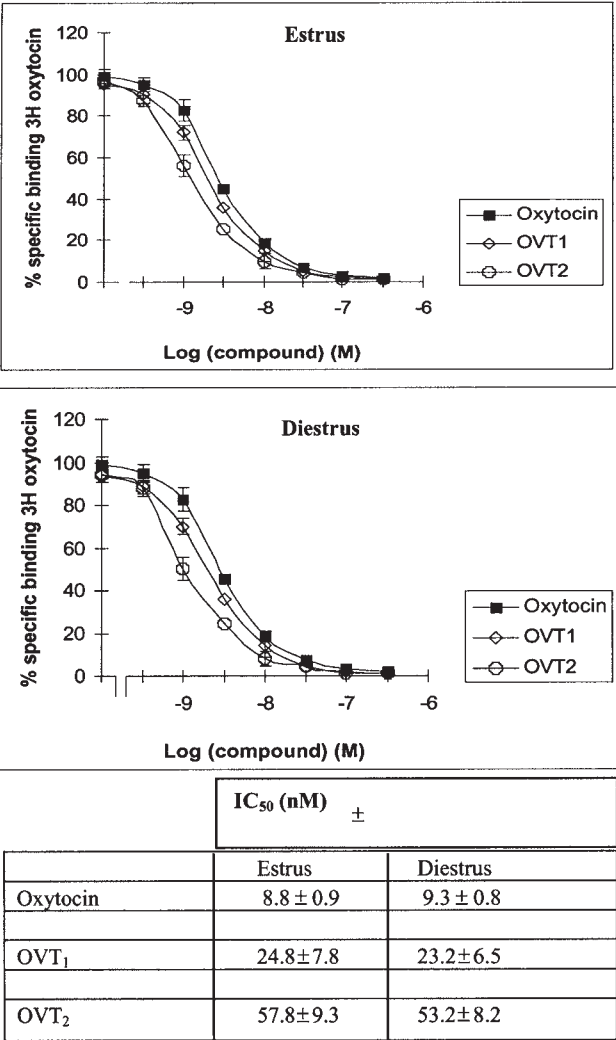 Estrus
% specific binding 3H oxytocin
120
100
80
60
40
20
0
-9
-8
-7
-6
Log (compound) (M)
Oxytocin
OVT1
OVT2
Diestrus
% specific binding 3H oxytocin
120
100
80
60
40
20
0
-9
-8
-7
-6
Log (compound) (M)
Oxytocin
OVT1
OVT2
IC₅₀ (nM) ±
Estrus Diestrus
Oxytocin 8.8 ± 0.9 9.3 ± 0.8
OVT₁ 24.8±7.8 23.2±6.5
OVT₂ 57.8±9.3 53.2±8.2